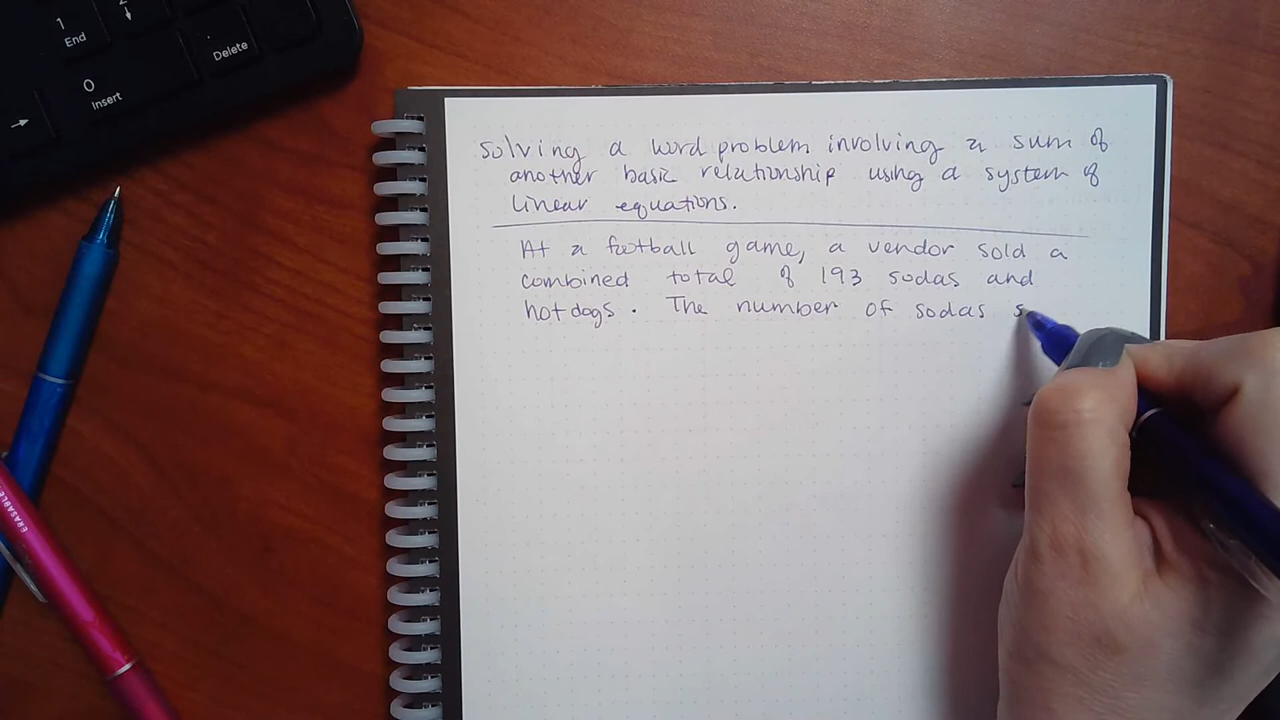 1
End
Delete
0
Insert
→
ERASABLE
solving a word problem involving a sum of
another basic relationship using a system of
linear equations.
At a football game, a vendor sold a
combined total of 193 sodas and
hotdogs. The number of sodas s